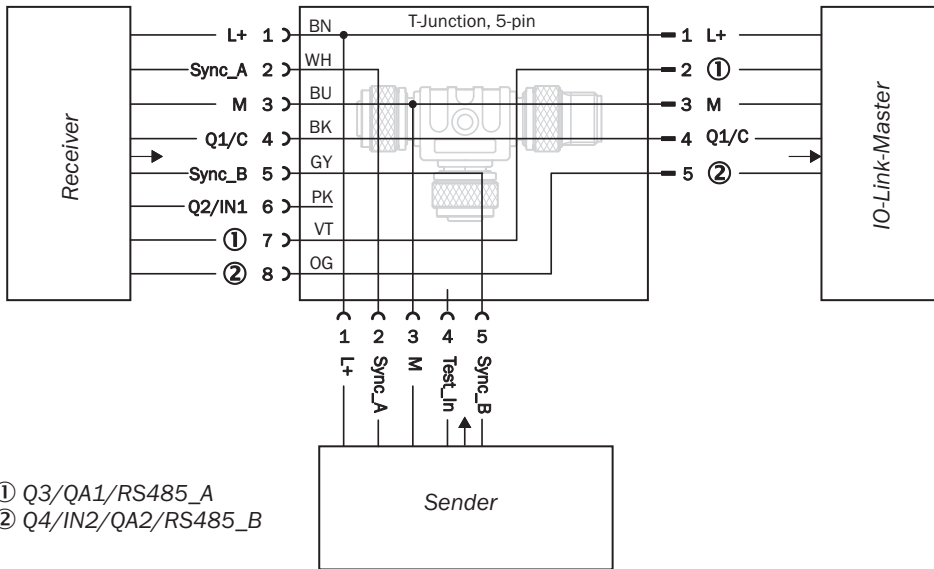 T-Junction, 5-pin
L+ 1 BN 1 L+
Sync_A 2 WH 2 ①
M 3 BU 3 M
Q1/C 4 BK 4 Q1/C
Sync_B 5 GY 5 ②
Q2/IN1 6 PK
① 7 VT
② 8 OG
Receiver
IO-Link-Master
1 2 3 4 5
L+ Sync_A M Test_In Sync_B
Sender
① Q3/QA1/RS485_A
② Q4/IN2/QA2/RS485_B